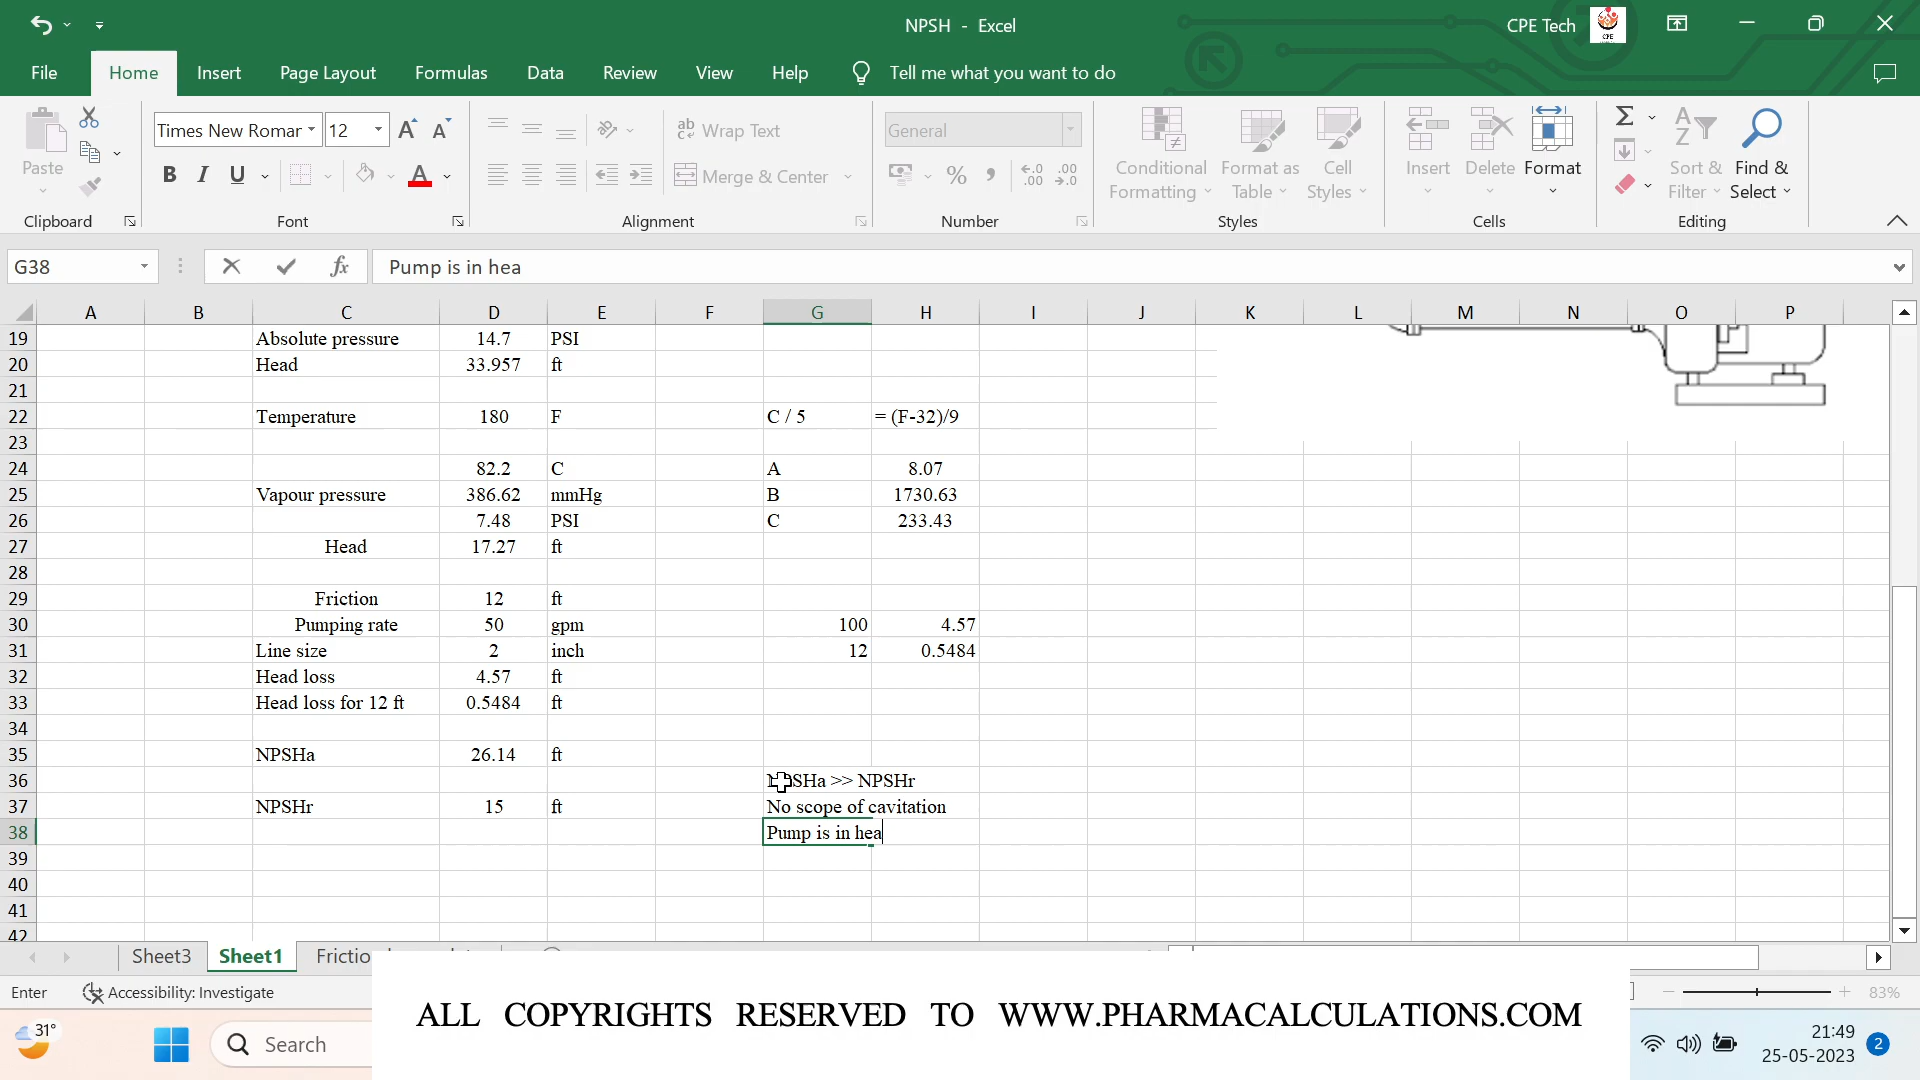 NPSH - Excel
CPE Tech
CPE
File Home Insert Page Layout Formulas Data Review View Help Tell me what you want to do
Times New Romar 12
ab Wrap Text
General
Paste
Merge & Center
Conditional Formatting
Format as Table
Cell Styles
Insert
Delete
Format
Sort & Filter
Find & Select
Clipboard Font Alignment Number Styles Cells Editing
G38 fx Pump is in hea
A B C D E F G H I J K L M N O P
19 Absolute pressure 14.7 PSI
20 Head 33.957 ft
21
22 Temperature 180 F C / 5 = (F-32)/9
23
24 82.2 C A 8.07
25 Vapour pressure 386.62 mmHg B 1730.63
26 7.48 PSI C 233.43
27 Head 17.27 ft
28
29 Friction 12 ft
30 Pumping rate 50 gpm 100 4.57
31 Line size 2 inch 12 0.5484
32 Head loss 4.57 ft
33 Head loss for 12 ft 0.5484 ft
34
35 NPSHa 26.14 ft
36 NPSHa >> NPSHr
37 NPSHr 15 ft No scope of cavitation
38 Pump is in hea
39
40
41
42
Sheet3 Sheet1
Enter Accessibility: Investigate 83%
ALL COPYRIGHTS RESERVED TO WWW.PHARMACALCULATIONS.COM
31° Search
21:49
25-05-2023 2